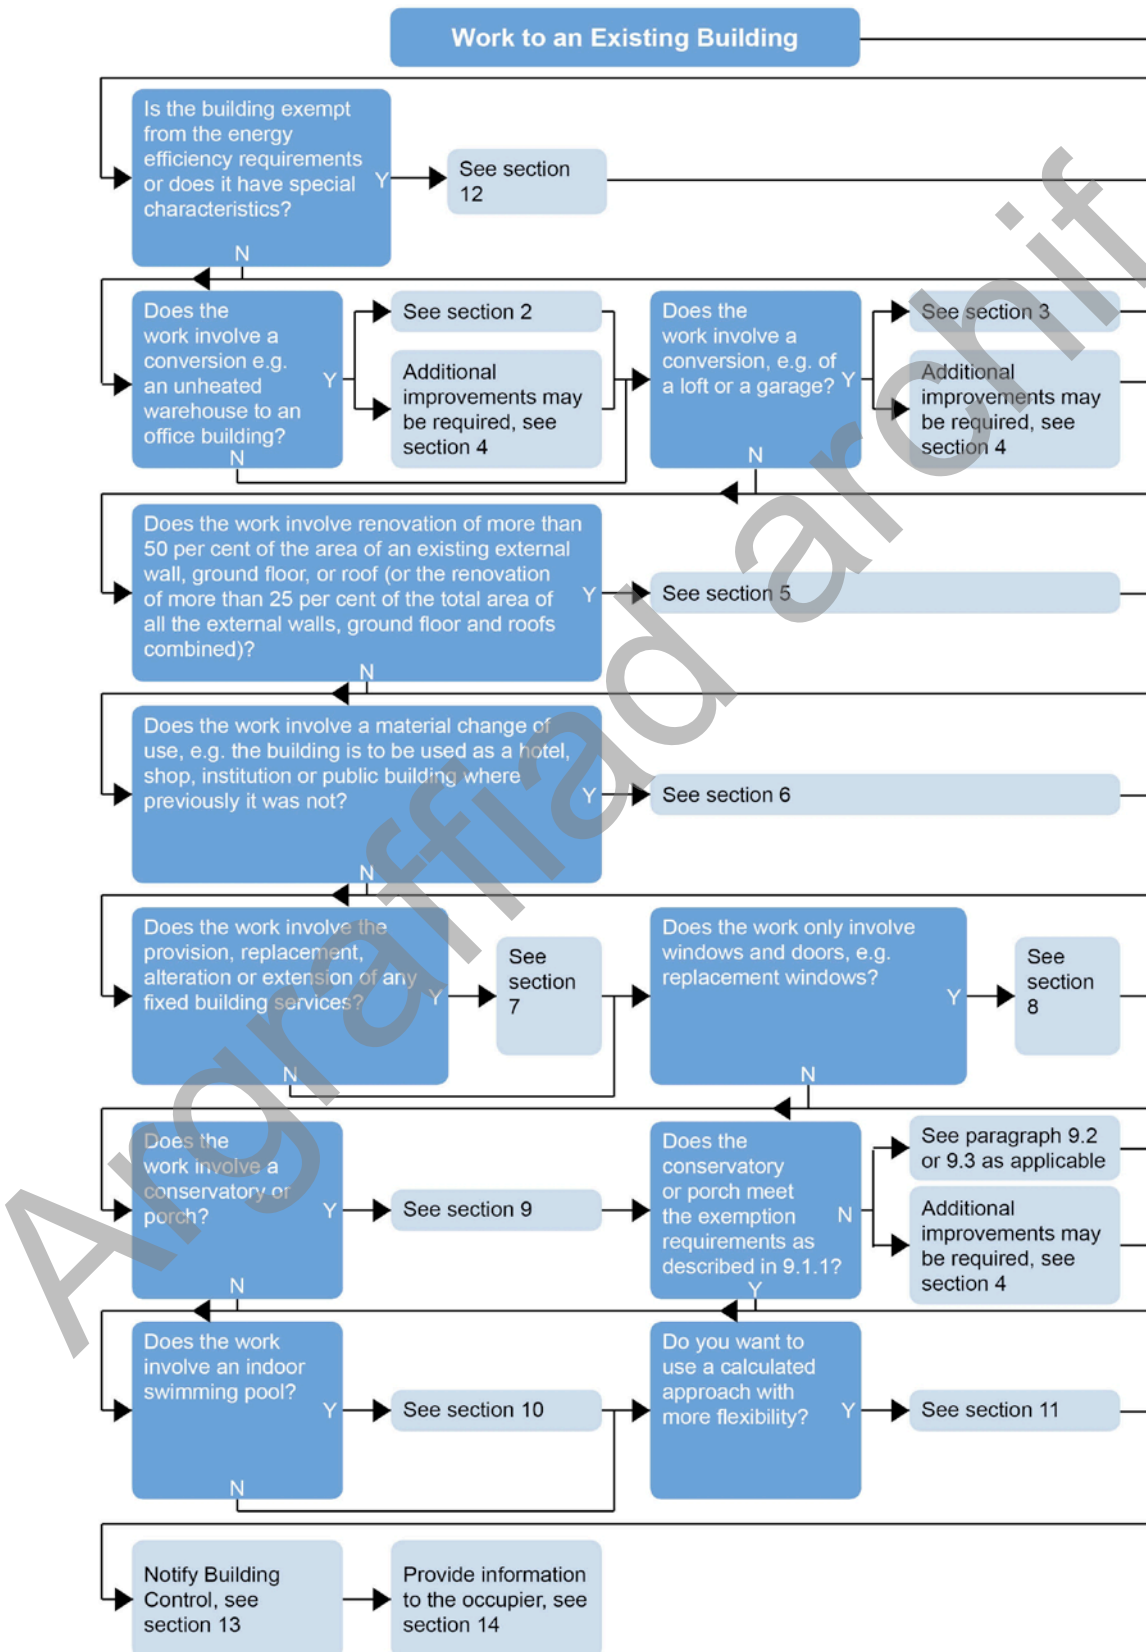 Work to an Existing Building
Is the building exempt
from the energy
efficiency requirements
or does it have special
characteristics?
Y
N
See section
12
Does the
work involve a
conversion e.g.
an unheated
warehouse to an
office building?
Y
N
See section 2
Additional
improvements may
be required, see
section 4
Does the
work involve a
conversion, e.g. of
a loft or a garage?
Y
N
See section 3
Additional
improvements may
be required, see
section 4
Does the work involve renovation of more than
50 per cent of the area of an existing external
wall, ground floor, or roof (or the renovation
of more than 25 per cent of the total area of
all the external walls, ground floor and roofs
combined)?
Y
N
See section 5
Does the work involve a material change of
use, e.g. the building is to be used as a hotel,
shop, institution or public building where
previously it was not?
Y
N
See section 6
Does the work involve the
provision, replacement,
alteration or extension of any
fixed building services?
Y
N
See
section
7
Does the work only involve
windows and doors, e.g.
replacement windows?
Y
N
See
section
8
Does the
work involve a
conservatory or
porch?
Y
N
See section 9
Does the
conservatory
or porch meet
the exemption
requirements as
described in 9.1.1?
N
Y
See paragraph 9.2
or 9.3 as applicable
Additional
improvements may
be required, see
section 4
Does the work
involve an indoor
swimming pool?
Y
N
See section 10
Do you want to
use a calculated
approach with
more flexibility?
Y
See section 11
Notify Building
Control, see
section 13
Provide information
to the occupier, see
section 14
Argraffiad archif